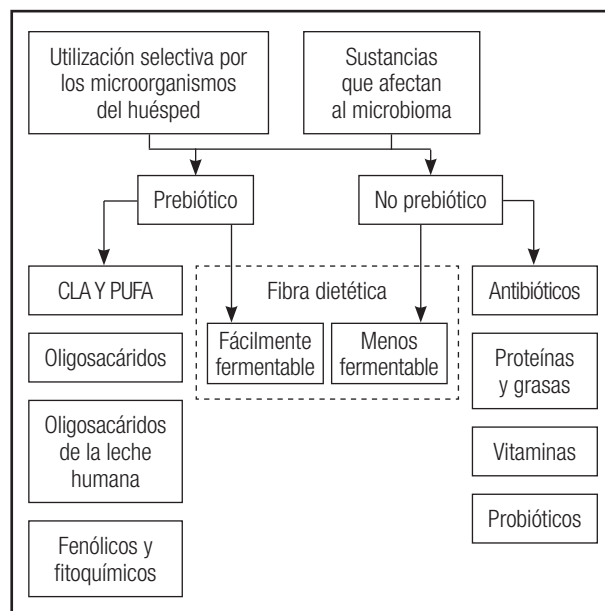 Utilización selectiva por
los microorganismos
del huésped
Sustancias
que afectan
al microbioma
Prebiótico
No prebiótico
CLA Y PUFA
Oligosacáridos
Oligosacáridos
de la leche
humana
Fenólicos y
fitoquímicos
Fibra dietética
Fácilmente
fermentable
Menos
fermentable
Antibióticos
Proteínas
y grasas
Vitaminas
Probióticos